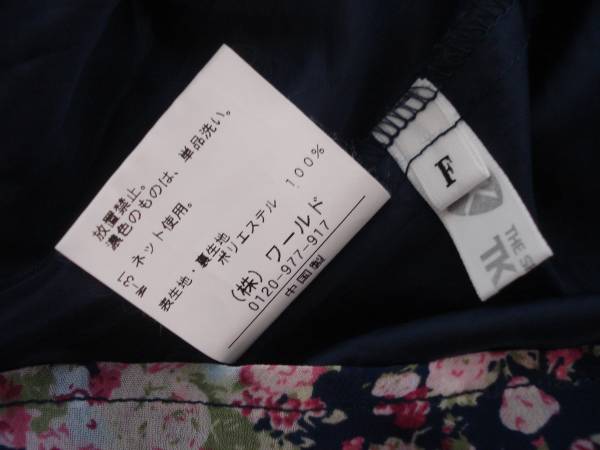 放置禁止。
濃色のものは、単品洗い。
ネット使用。
表生地・裏生地
ポリエステル 100%
(株) ワールド
0120-977-917
中国製
F
THE S
TK